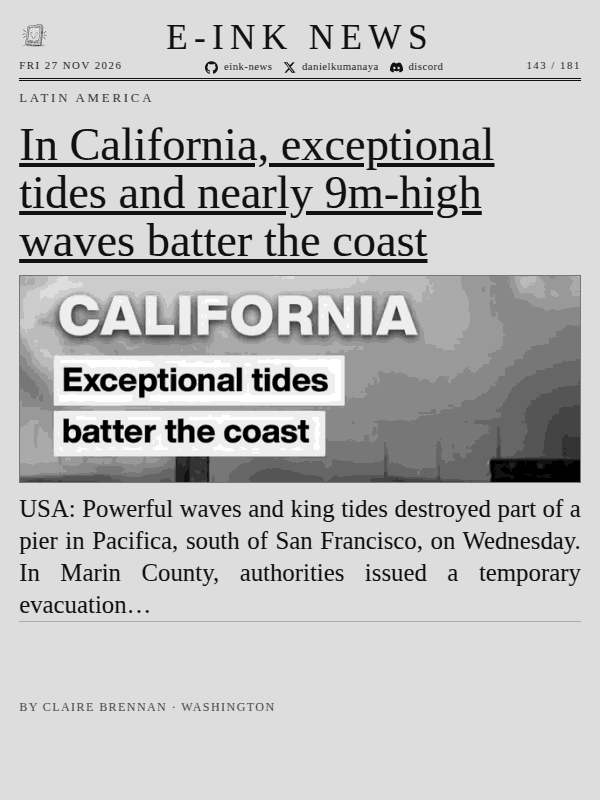 E-INK NEWS
FRI 27 NOV 2026
eink-news
danielkumanaya
discord
143 / 181
LATIN AMERICA
In California, exceptional
tides and nearly 9m-high
waves batter the coast
CALIFORNIA
Exceptional tides
batter the coast
USA: Powerful waves and king tides destroyed part of a
pier in Pacifica, south of San Francisco, on Wednesday.
In Marin County, authorities issued a temporary
evacuation…
BY CLAIRE BRENNAN · WASHINGTON